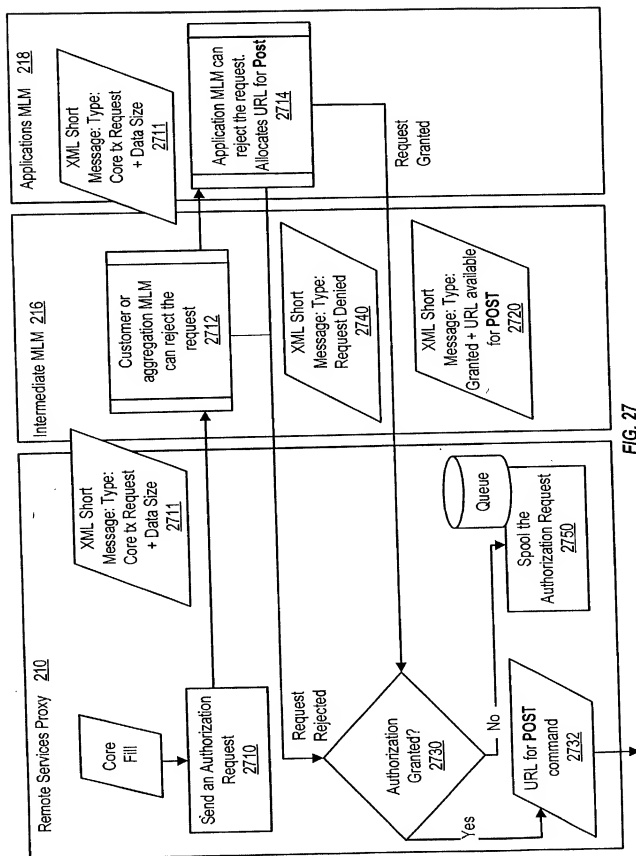 Remote Services Proxy 210
Core
Fill
XML Short
Message: Type:
Core tx Request
+ Data Size
2711
Send an Authorization
Request
2710
Request
Rejected
Authorization
Granted?
2730
Yes
No
URL for POST
command
2732
Queue
Spool the
Authorization Request
2750
Intermediate MLM 216
Customer or
aggregation MLM
can reject the
request
2712
XML Short
Message: Type:
Request Denied
2740
XML Short
Message: Type:
Granted + URL available
for POST
2720
Applications MLM 218
XML Short
Message: Type:
Core tx Request
+ Data Size
2711
Application MLM can
reject the request.
Allocates URL for Post
2714
Request
Granted
FIG. 27